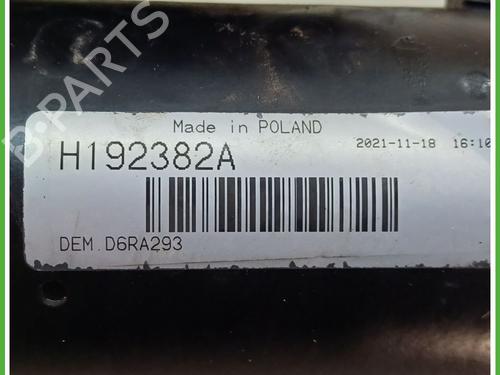 B-PARTS
Made in POLAND
2021-11-18 16:10
H192382A
DEM.D6RA293